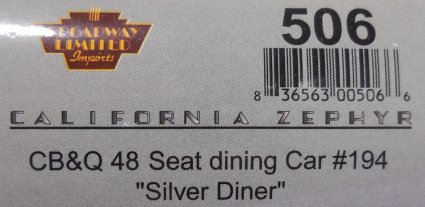 BROADWAY
LIMITED
Imports
506
8 36563 00506 6
CALIFORNIA ZEPHYR
CB&Q 48 Seat dining Car #194
"Silver Diner"